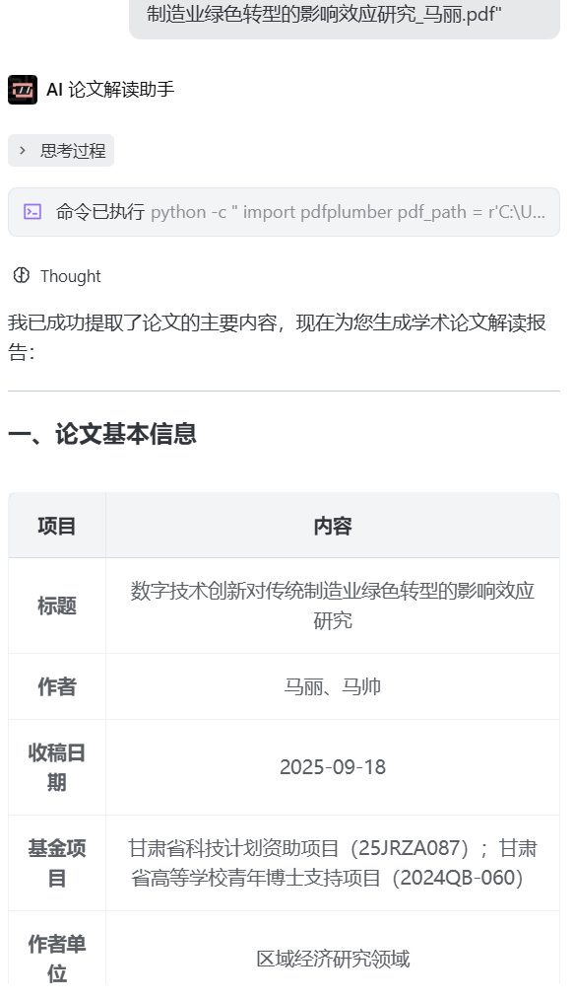 制造业绿色转型的影响效应研究_马丽.pdf"
AI 论文解读助手
思考过程
命令已执行 python -c " import pdfplumber pdf_path = r'C:\U...
Thought
我已成功提取了论文的主要内容，现在为您生成学术论文解读报
告：
一、论文基本信息
项目 内容
标题
数字技术创新对传统制造业绿色转型的影响效应
研究
作者 马丽、马帅
收稿日
期
2025-09-18
基金项
目
甘肃省科技计划资助项目（25JRZA087）；甘肃
省高等学校青年博士支持项目（2024QB-060）
作者单
位
区域经济研究领域